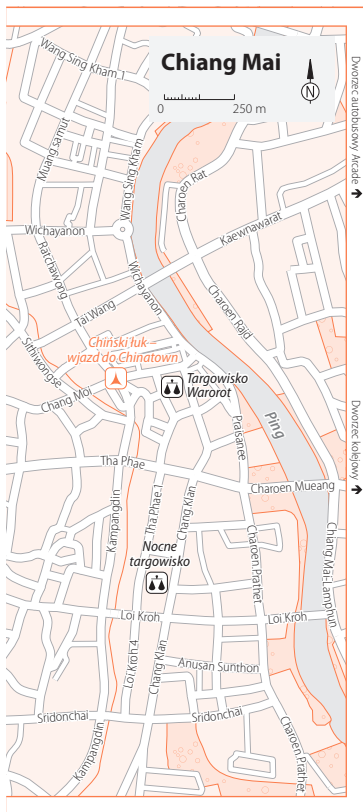 Chiang Mai
0 250 m
N
Dworzec autobusowy Arcade →
Wang Sing Kham 1
Muang samut
Wang Sing Kham
Charoen Rat
Wichayanon
Kaewnawarat
Ratchawong
Wichayanon
Tai Wang
Charoen Raid
Sithiwongse
Chiński łuk –
wjazd do Chinatown
Chang Moi
Targowisko
Warorot
Praisanee
Ping
Dworzec kolejowy →
Tha Phae
Charoen Mueang
Kampangdin
Tha Phae 1
Chang Klan
Nocne
targowisko
Charoen Prathet
Chiang Mai-Lamphun
Loi Kroh
Loi Kroh
Loi Kroh 4
Chang Klan
Anusan Sunthon
Sridonchai
Sridonchai
Kampangdin
Charoen Prathet